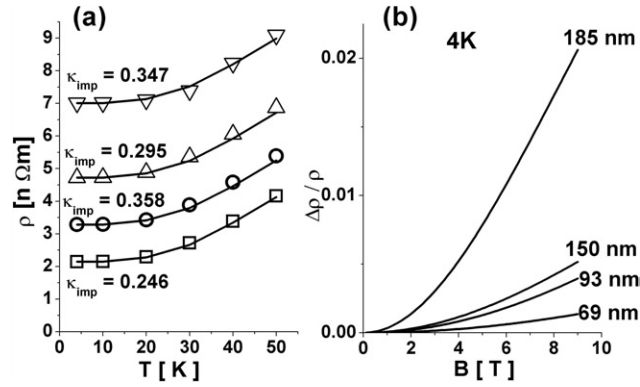 (a)
9
8
7
6
5
4
3
2
1
0
ρ [n Ωm]
κimp = 0.347
κimp = 0.295
κimp = 0.358
κimp = 0.246
0 10 20 30 40 50
T [ K ]
(b)
4K
0.02
0.01
0.00
Δρ / ρ
185 nm
150 nm
93 nm
69 nm
0 2 4 6 8 10
B [ T ]